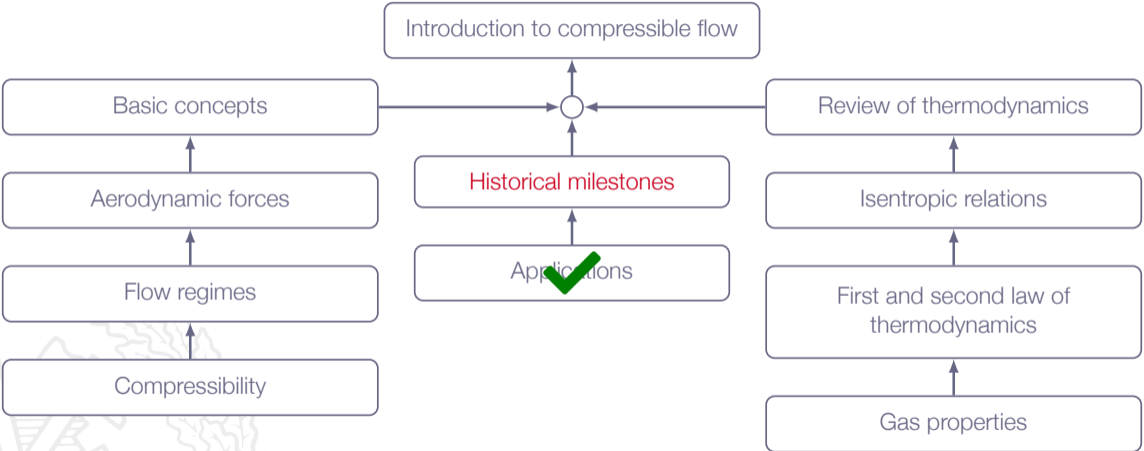 Introduction to compressible flow
Basic concepts
Review of thermodynamics
Historical milestones
Aerodynamic forces
Isentropic relations
Applications
Flow regimes
First and second law of
thermodynamics
Compressibility
Gas properties